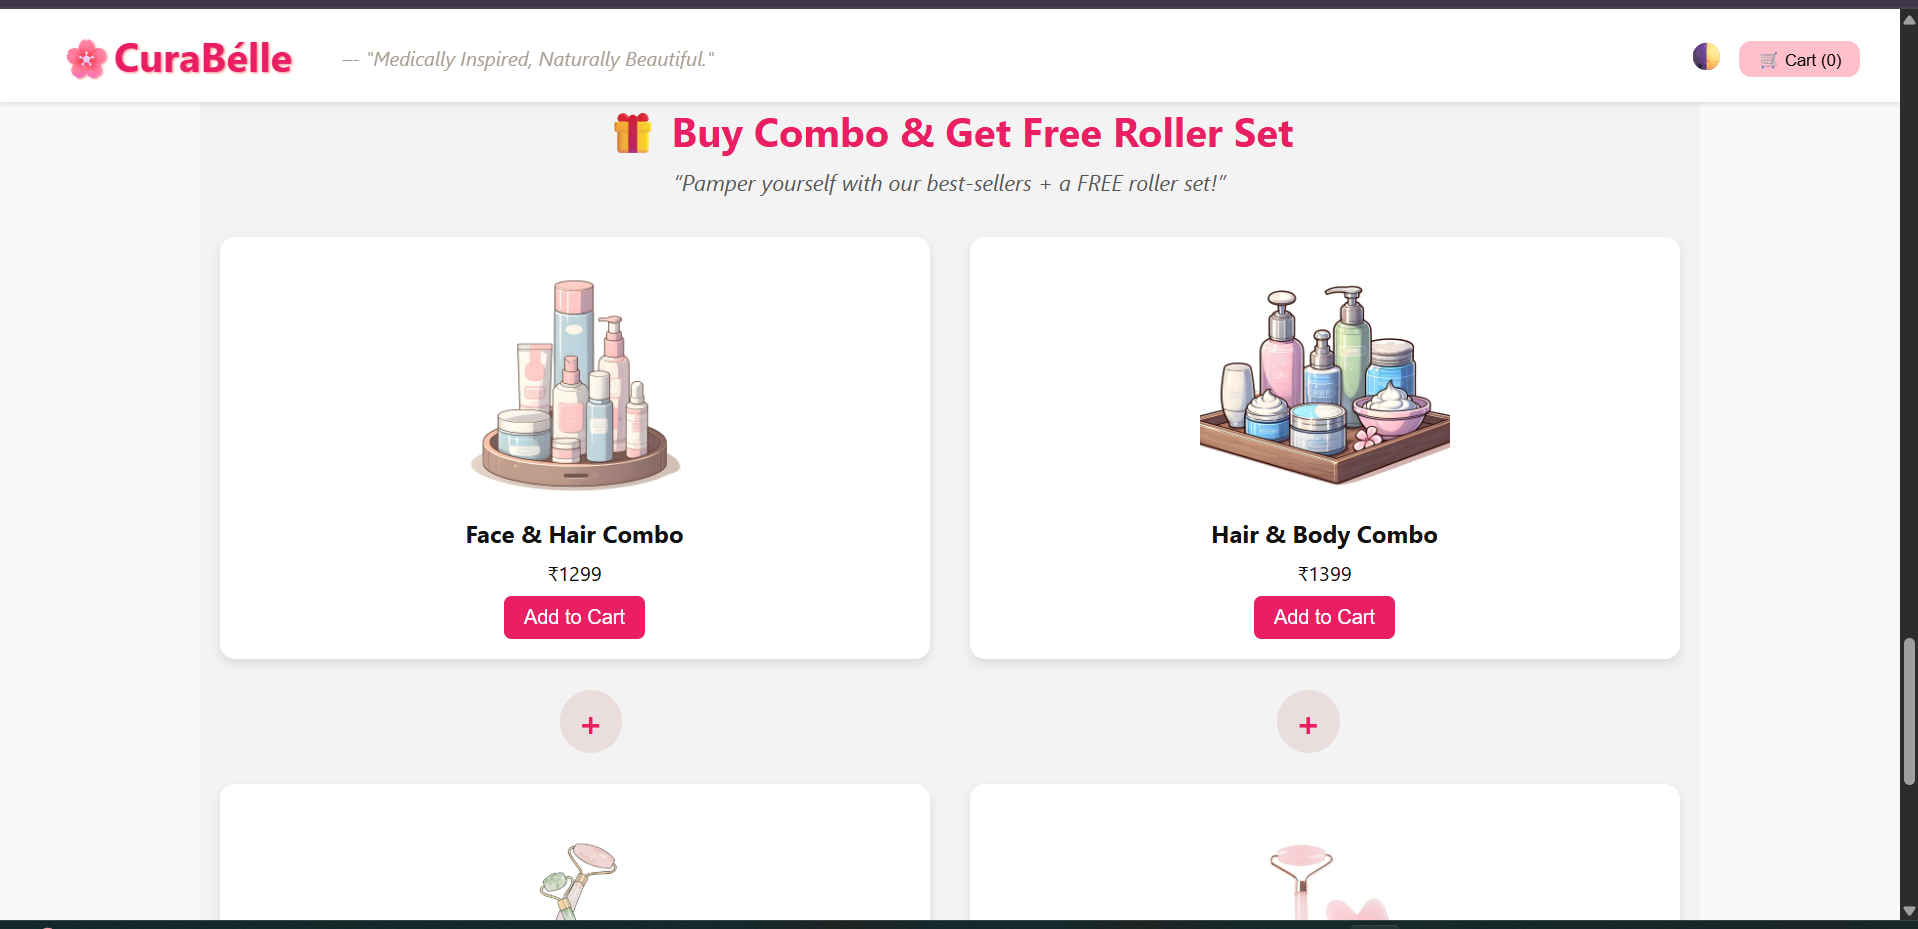 CuraBélle
— "Medically Inspired, Naturally Beautiful."
Cart (0)
Buy Combo & Get Free Roller Set
“Pamper yourself with our best-sellers + a FREE roller set!”
Face & Hair Combo
₹1299
Add to Cart
Hair & Body Combo
₹1399
Add to Cart
+
+